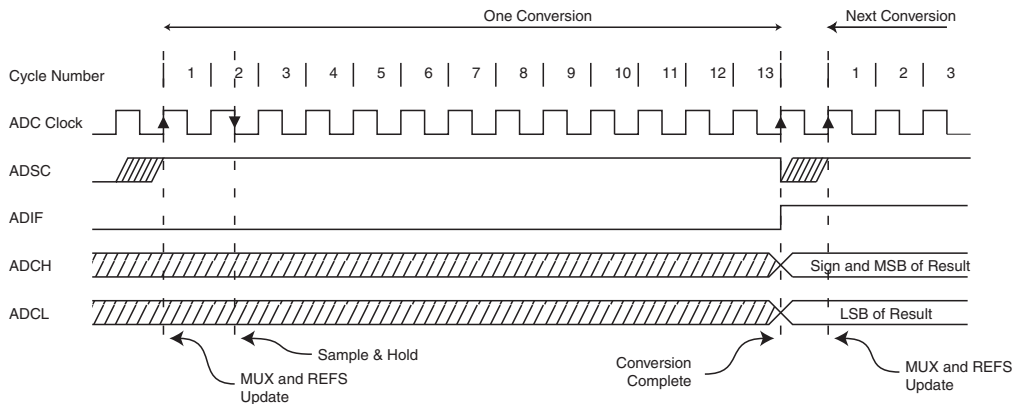 One Conversion
Next Conversion
Cycle Number 1 2 3 4 5 6 7 8 9 10 11 12 13 1 2 3
ADC Clock
ADSC
ADIF
ADCH
Sign and MSB of Result
ADCL
LSB of Result
Sample & Hold
MUX and REFS
Update
Conversion
Complete
MUX and REFS
Update